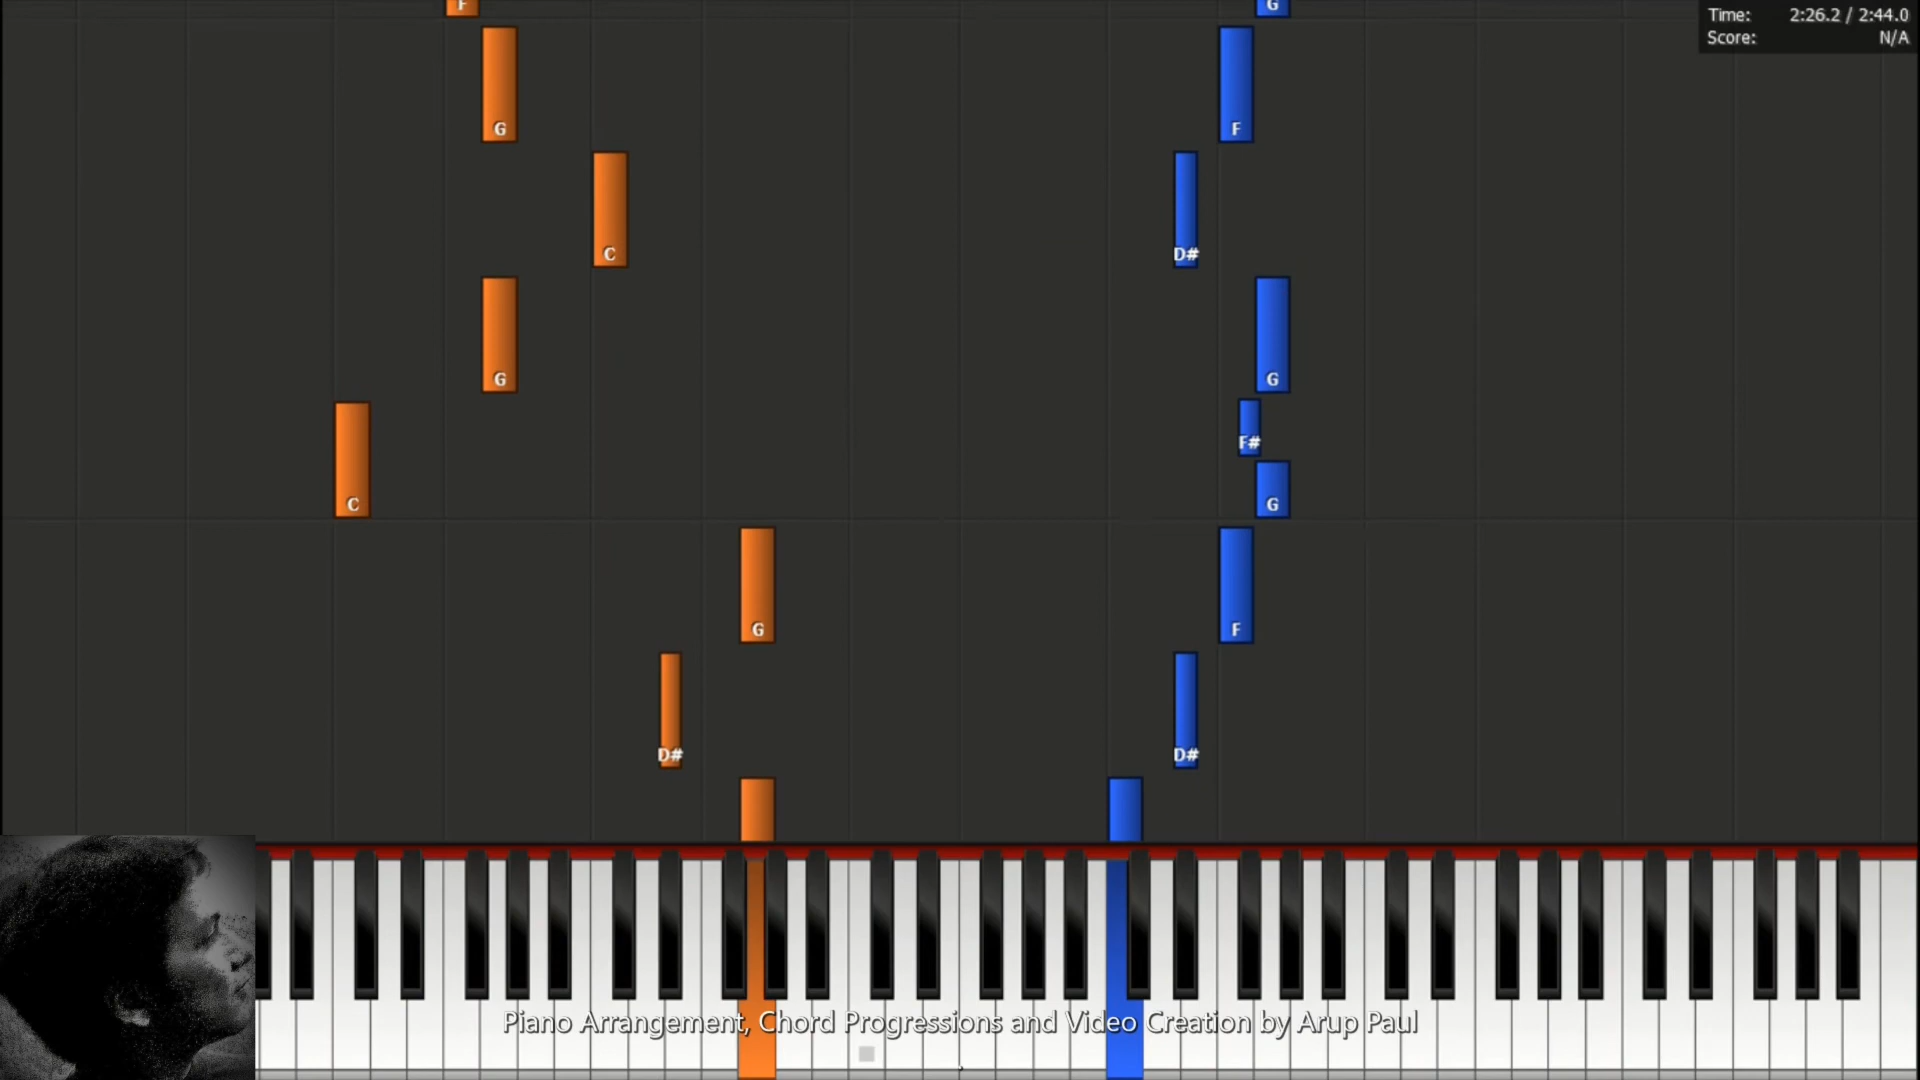 F G
Time: 2:26.2 / 2:44.0
Score: N/A
G F
C D#
G G
F#
C G
G F
D# D#
Piano Arrangement, Chord Progressions and Video Creation by Arup Paul